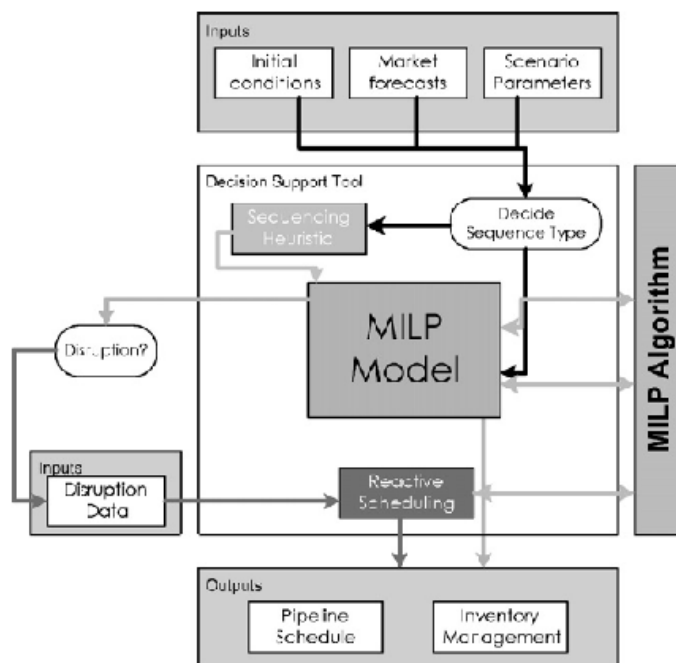 Inputs
Initial
conditions
Market
forecasts
Scenario
Parameters
Decision Support Tool
Sequencing
Heuristic
Decide
Sequence Type
MILP
Model
MILP Algorithm
Disruption?
Inputs
Disruption
Data
Reactive
Scheduling
Outputs
Pipeline
Schedule
Inventory
Management